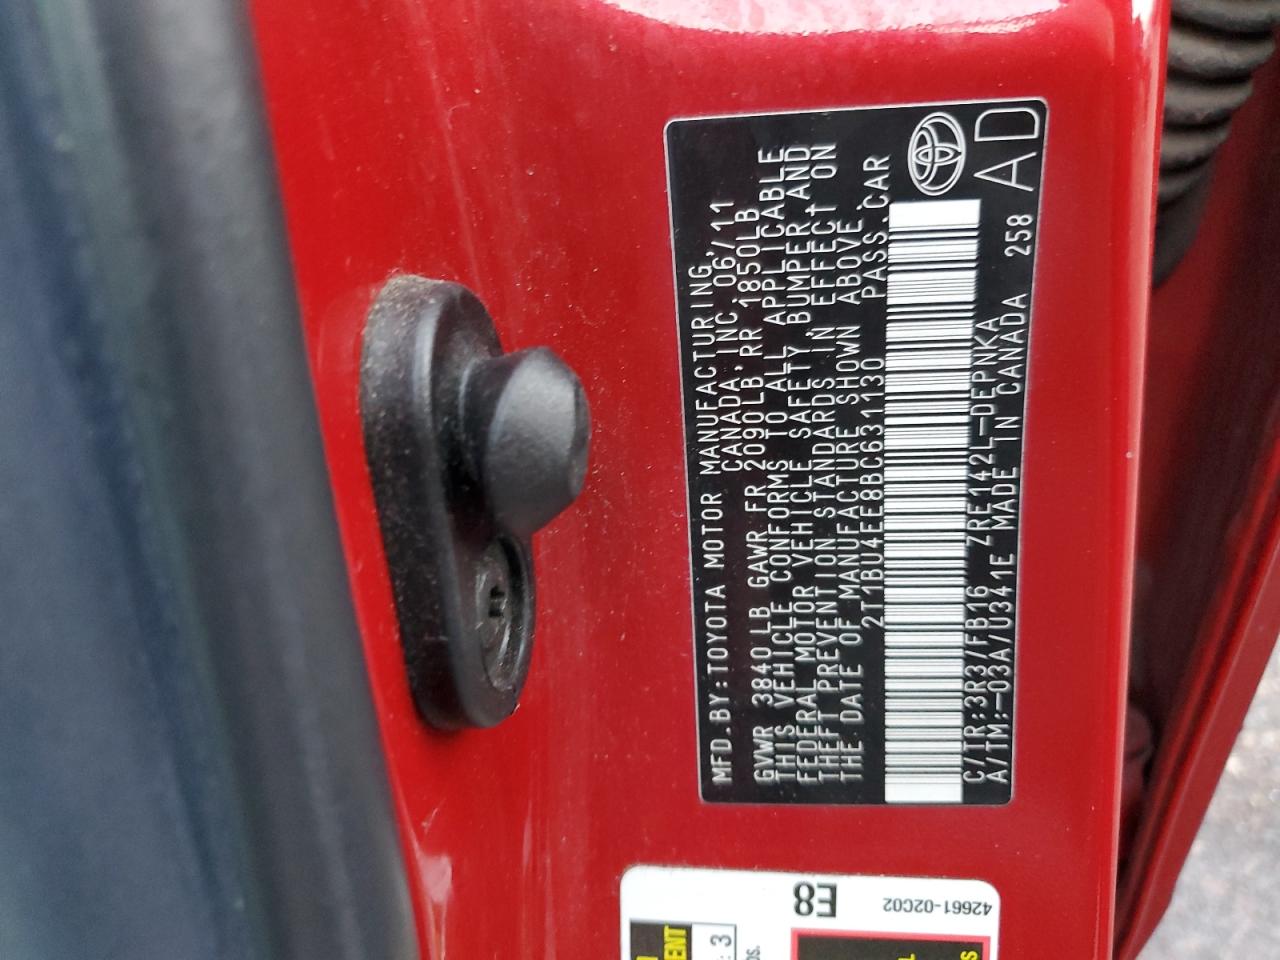 MFD. BY: TOYOTA MOTOR MANUFACTURING
CANADA, INC. 06/11
GVWR 3840 LB GAWR FR 2090LB, RR 1850LB
THIS VEHICLE CONFORMS TO ALL APPLICABLE
FEDERAL MOTOR VEHICLE SAFETY, BUMPER, AND
THEFT PREVENTION STANDARDS IN EFFECT ON
THE DATE OF MANUFACTURE SHOWN ABOVE.
2T1BU4EE8BC631130 PASS. CAR
C/TR:3R3/FB16 ZRE142L-DEPNKA
A/TM:-03A/U341E MADE IN CANADA 258
AD
E8
42661-02C02
3